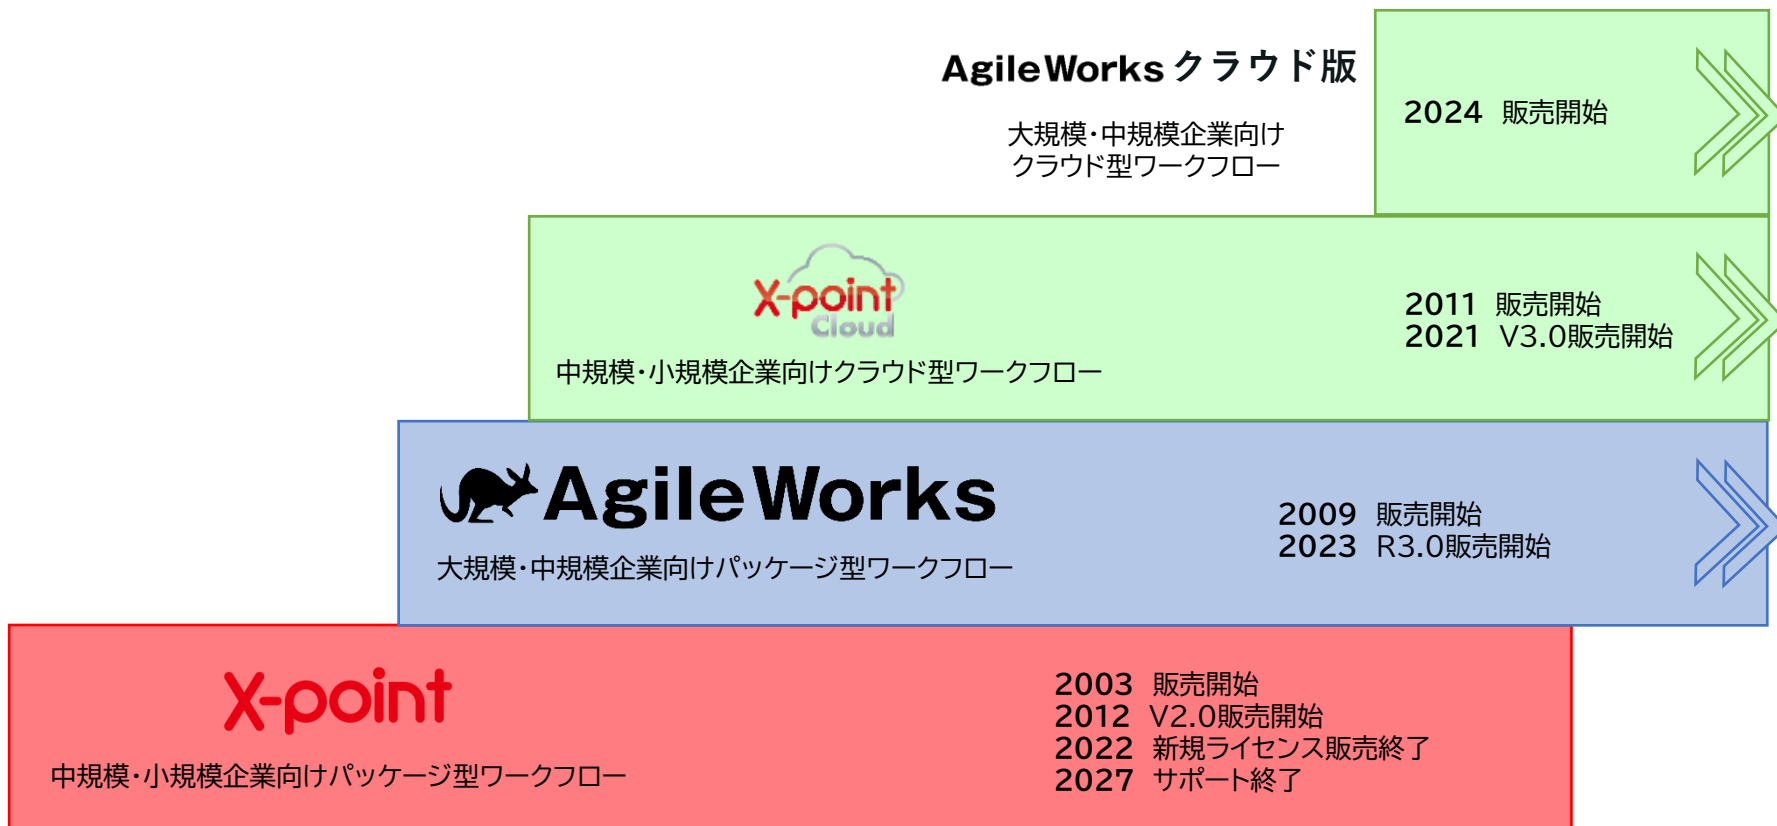 AgileWorks クラウド版
大規模・中規模企業向け
クラウド型ワークフロー
2024 販売開始
X-point
Cloud
中規模・小規模企業向けクラウド型ワークフロー
2011 販売開始
2021 V3.0販売開始
AgileWorks
大規模・中規模企業向けパッケージ型ワークフロー
2009 販売開始
2023 R3.0販売開始
X-point
中規模・小規模企業向けパッケージ型ワークフロー
2003 販売開始
2012 V2.0販売開始
2022 新規ライセンス販売終了
2027 サポート終了